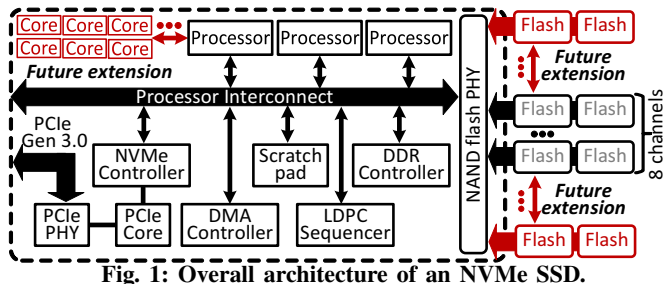 Core Core Core
Core Core Core
Future extension
Processor Processor Processor
Processor Interconnect
PCIe
Gen 3.0
NVMe
Controller
Scratch
pad
DDR
Controller
PCIe
PHY
PCIe
Core
DMA
Controller
LDPC
Sequencer
NAND flash PHY
Flash Flash
Future
extension
Flash Flash
Flash Flash
8 channels
Future
extension
Flash Flash
Fig. 1: Overall architecture of an NVMe SSD.